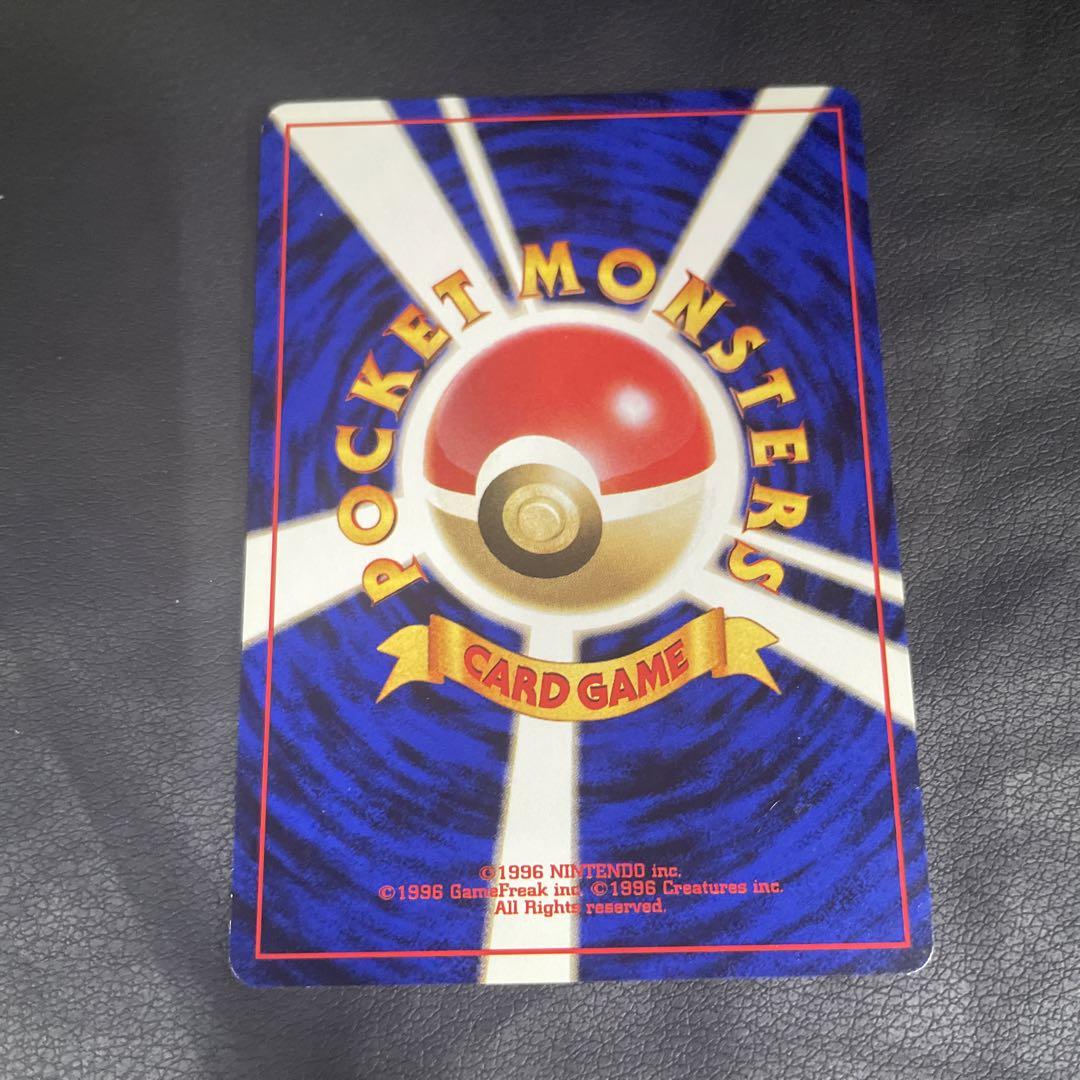 POCKET MONSTERS
CARD GAME
©1996 NINTENDO inc.
©1996 GameFreak inc. ©1996 Creatures inc.
All Rights reserved.